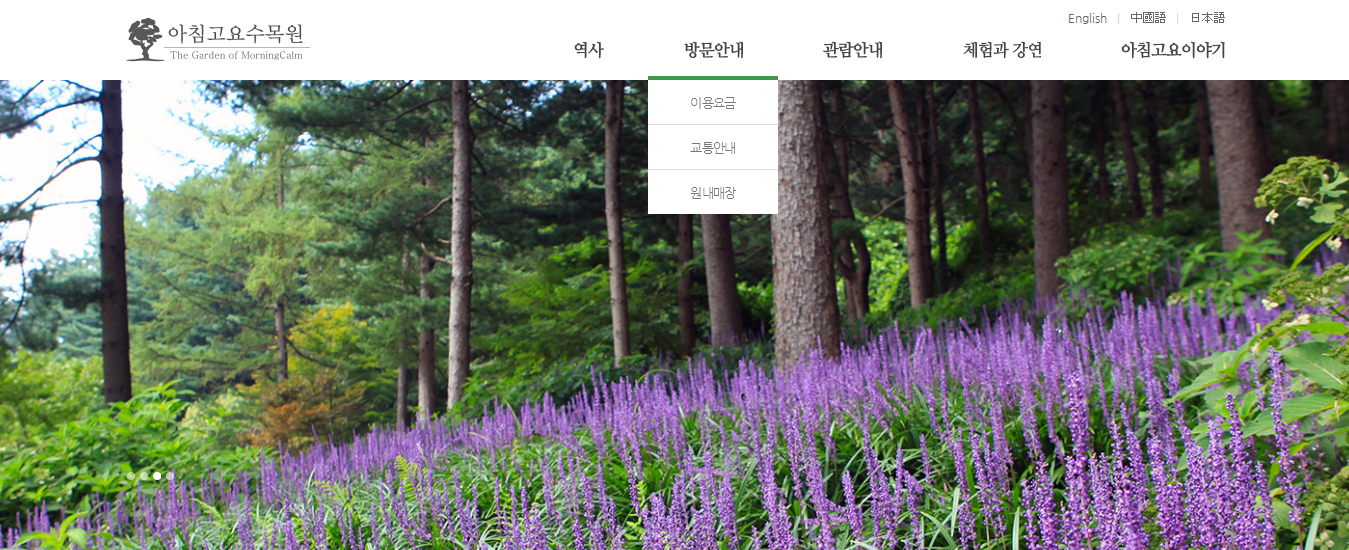 English 中國語 日本語
아침고요수목원
The Garden of MorningCalm
역사 방문안내 관람안내 체험과 강연 아침고요이야기
이용요금
교통안내
원내매장